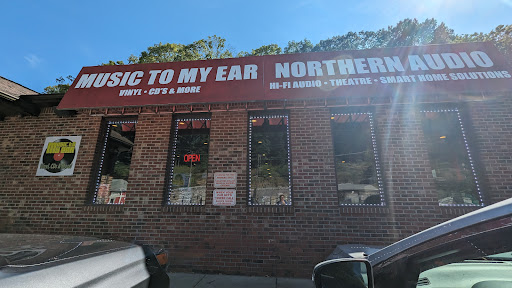 MUSIC TO MY EAR
VINYL • CD'S & MORE
NORTHERN AUDIO
HI-FI AUDIO • THEATRE • SMART HOME SOLUTIONS
OPEN